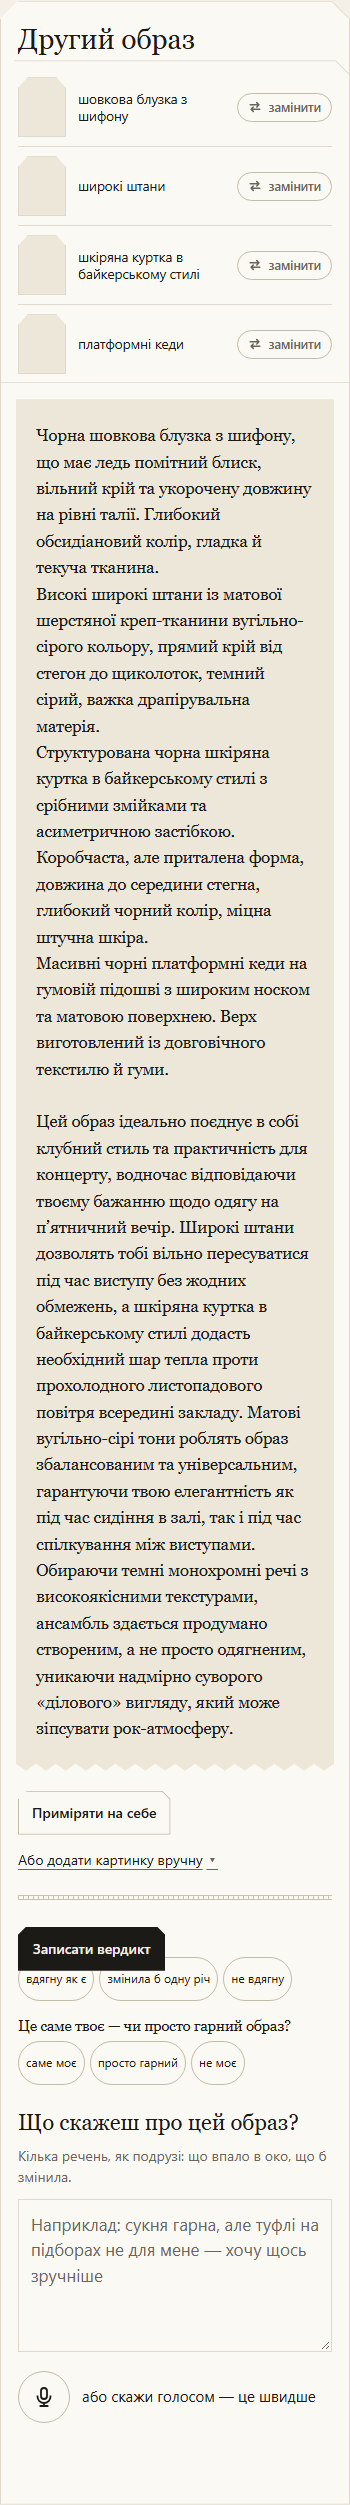 Другий образ
шовкова блузка з
шифону
замінити
широкі штани
замінити
шкіряна куртка в
байкерському стилі
замінити
платформні кеди
замінити
Чорна шовкова блузка з шифону,
що має ледь помітний блиск,
вільний крій та укорочену довжину
на рівні талії. Глибокий
обсидіановий колір, гладка й
текуча тканина.
Високі широкі штани із матової
шерстяної креп-тканини вугільно-
сірого кольору, прямий крій від
стегон до щиколоток, темний
сірий, важка драпірувальна
матерія.
Структурована чорна шкіряна
куртка в байкерському стилі з
срібними змійками та
асиметричною застібкою.
Коробчаста, але приталена форма,
довжина до середини стегна,
глибокий чорний колір, міцна
штучна шкіра.
Масивні чорні платформні кеди на
гумовій підошві з широким носком
та матовою поверхнею. Верх
виготовлений із довговічного
текстилю й гуми.
Цей образ ідеально поєднує в собі
клубний стиль та практичність для
концерту, водночас відповідаючи
твоєму бажанню щодо одягу на
п’ятничний вечір. Широкі штани
дозволять тобі вільно пересуватися
під час виступу без жодних
обмежень, а шкіряна куртка в
байкерському стилі додасть
необхідний шар тепла проти
прохолодного листопадового
повітря всередині закладу. Матові
вугільно-сірі тони роблять образ
збалансованим та універсальним,
гарантуючи твою елегантність як
під час сидіння в залі, так і під час
спілкування між виступами.
Обираючи темні монохромні речі з
високоякісними текстурами,
ансамбль здається продумано
створеним, а не просто одягненим,
уникаючи надмірно суворого
«ділового» вигляду, який може
зіпсувати рок-атмосферу.
Приміряти на себе
Або додати картинку вручну
Записати вердикт
вдягну як є
змінила б одну річ
не вдягну
Це саме твоє — чи просто гарний образ?
саме моє
просто гарний
не моє
Що скажеш про цей образ?
Кілька речень, як подрузі: що впало в око, що б
змінила.
Наприклад: сукня гарна, але туфлі на
підборах не для мене — хочу щось
зручніше
або скажи голосом — це швидше